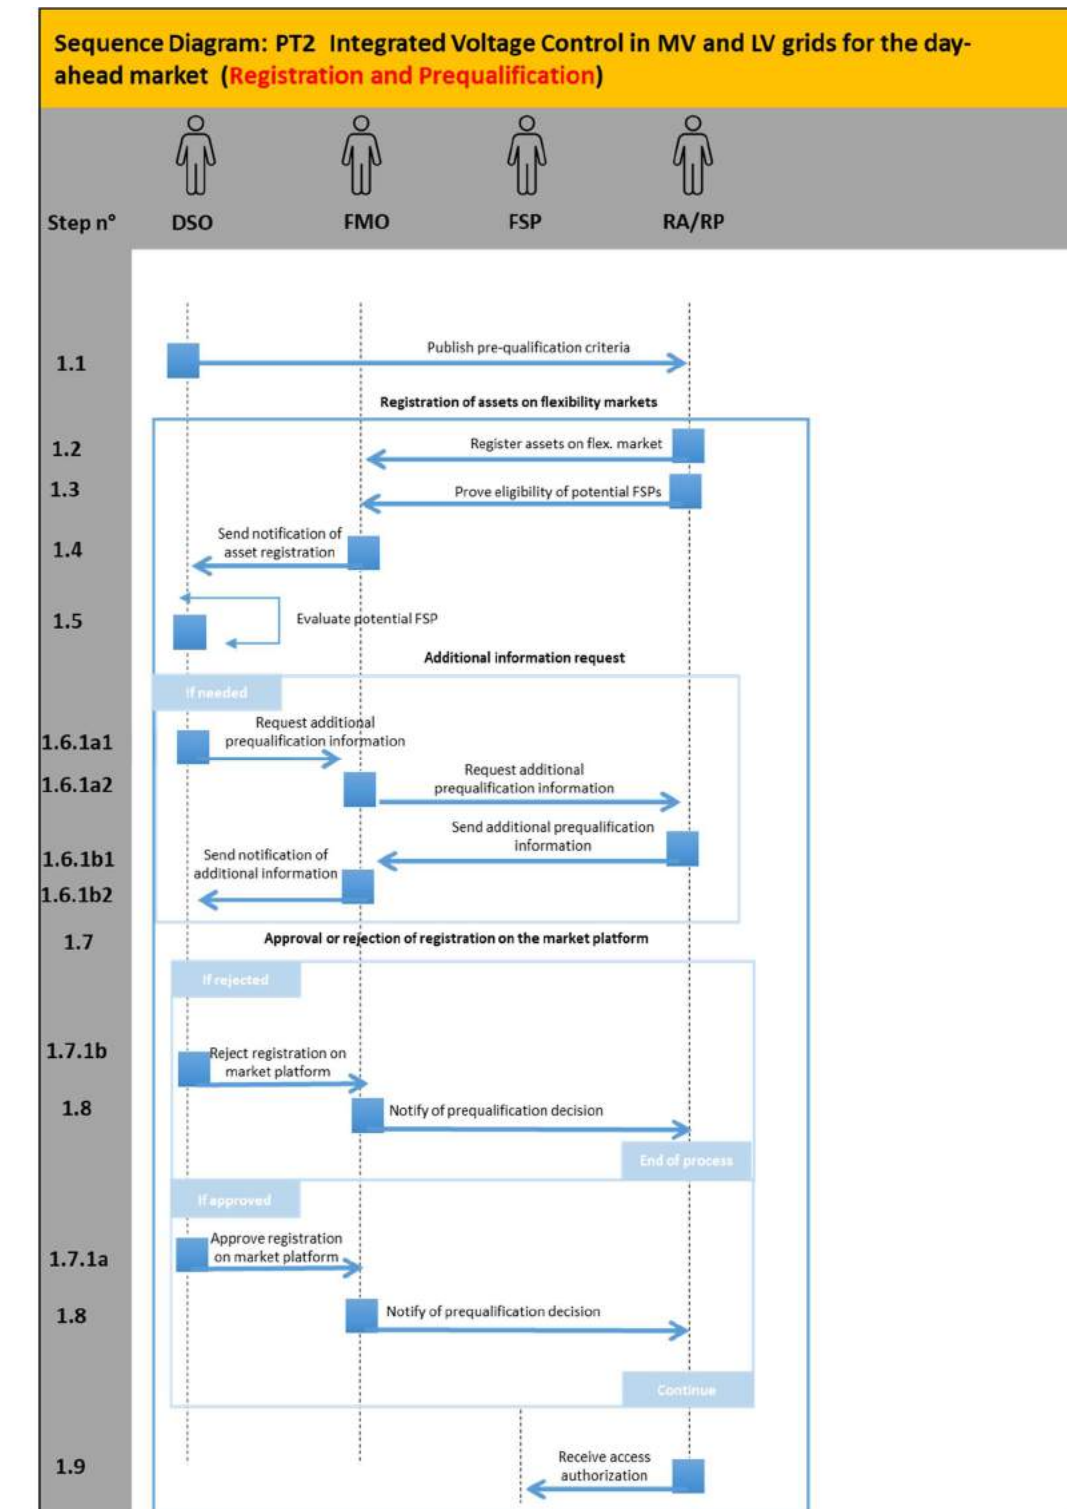 Sequence Diagram: PT2 Integrated Voltage Control in MV and LV grids for the day-
ahead market (Registration and Prequalification)
Step n° DSO FMO FSP RA/RP
1.1
Publish pre-qualification criteria
Registration of assets on flexibility markets
1.2
Register assets on flex. market
1.3
Prove eligibility of potential FSPs
1.4
Send notification of
asset registration
1.5
Evaluate potential FSP
Additional information request
If needed
1.6.1a1
Request additional
prequalification information
1.6.1a2
Request additional
prequalification information
Send additional prequalification
information
1.6.1b1
Send notification of
additional information
1.6.1b2
1.7
Approval or rejection of registration on the market platform
If rejected
1.7.1b
Reject registration on
market platform
1.8
Notify of prequalification decision
End of process
If approved
Approve registration
on market platform
1.7.1a
1.8
Notify of prequalification decision
Continue
1.9
Receive access
authorization